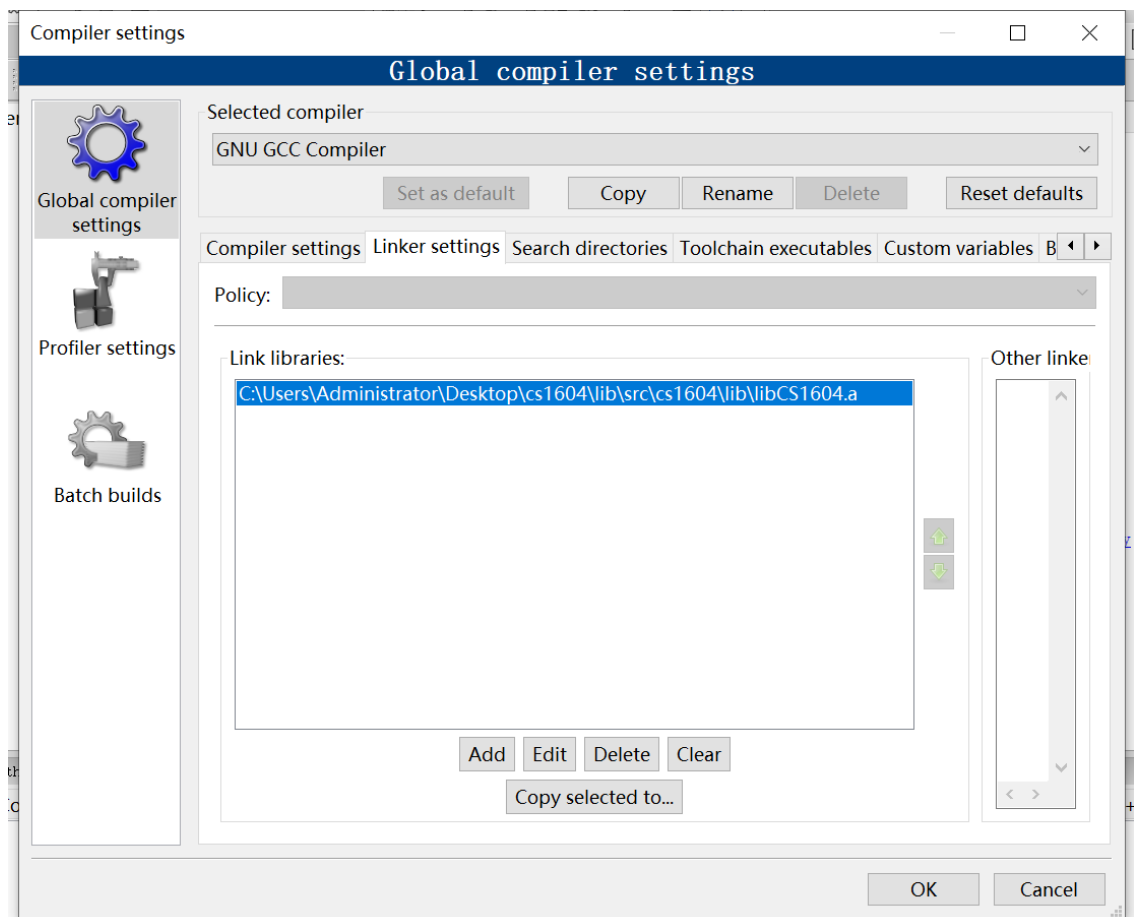 Compiler settings
Global compiler settings
Global compiler
settings
Profiler settings
Batch builds
Selected compiler
GNU GCC Compiler
Set as default
Copy
Rename
Delete
Reset defaults
Compiler settings
Linker settings
Search directories
Toolchain executables
Custom variables
B
Policy:
Link libraries:
C:\Users\Administrator\Desktop\cs1604\lib\src\cs1604\lib\libCS1604.a
Add
Edit
Delete
Clear
Copy selected to...
Other linke
OK
Cancel